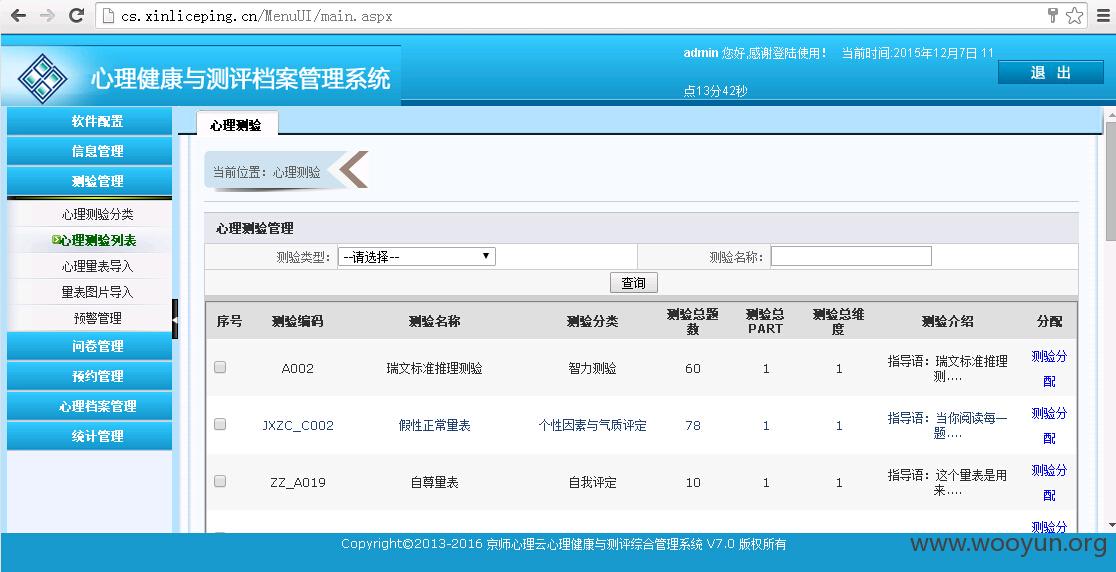 cs.xinliceping.cn/MenuUI/main.aspx
心理健康与测评档案管理系统
admin 您好,感谢登陆使用！ 当前时间:2015年12月7日 11
点13分42秒
退 出
软件配置
信息管理
测验管理
心理测验分类
心理测验列表
心理量表导入
量表图片导入
预警管理
问卷管理
预约管理
心理档案管理
统计管理
心理测验
当前位置：心理测验
心理测验管理
测验类型： --请选择-- 测验名称：
查询
序号 测验编码 测验名称 测验分类 测验总题数 测验总PART 测验总维度 测验介绍 分配
A002 瑞文标准推理测验 智力测验 60 1 1 指导语：瑞文标准推理测.... 测验分配
JXZC_C002 假性正常量表 个性因素与气质评定 78 1 1 指导语：当你阅读每一题.... 测验分配
ZZ_A019 自尊量表 自我评定 10 1 1 指导语：这个量表是用来.... 测验分配
测验分
Copyright©2013-2016 京师心理云心理健康与测评综合管理系统 V7.0 版权所有
www.wooyun.org